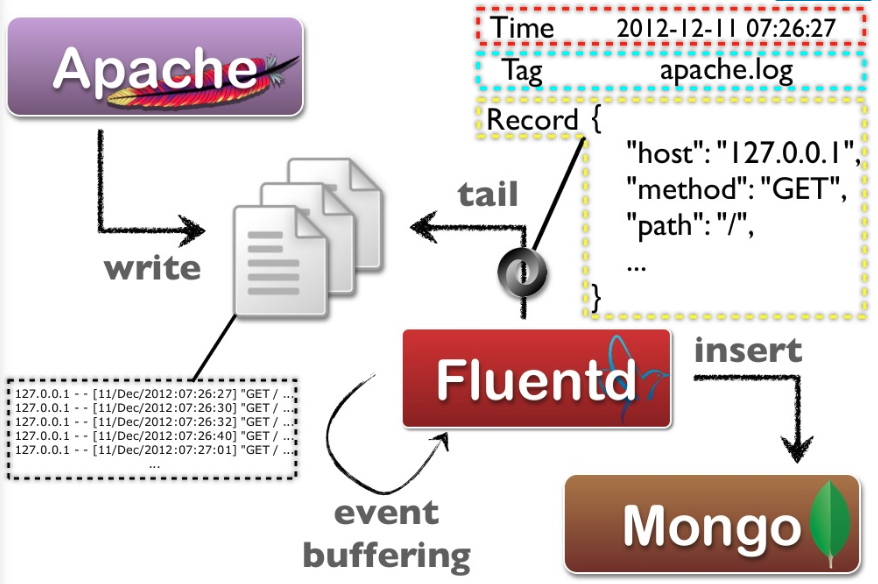 Apache
Time 2012-12-11 07:26:27
Tag apache.log
Record {
"host": "127.0.0.1",
"method": "GET",
"path": "/",
...
}
tail
write
127.0.0.1 - - [11/Dec/2012:07:26:27] "GET / ...
127.0.0.1 - - [11/Dec/2012:07:26:30] "GET / ...
127.0.0.1 - - [11/Dec/2012:07:26:32] "GET / ...
127.0.0.1 - - [11/Dec/2012:07:26:40] "GET / ...
127.0.0.1 - - [11/Dec/2012:07:27:01] "GET / ...
...
Fluentd
insert
event
buffering
Mongo